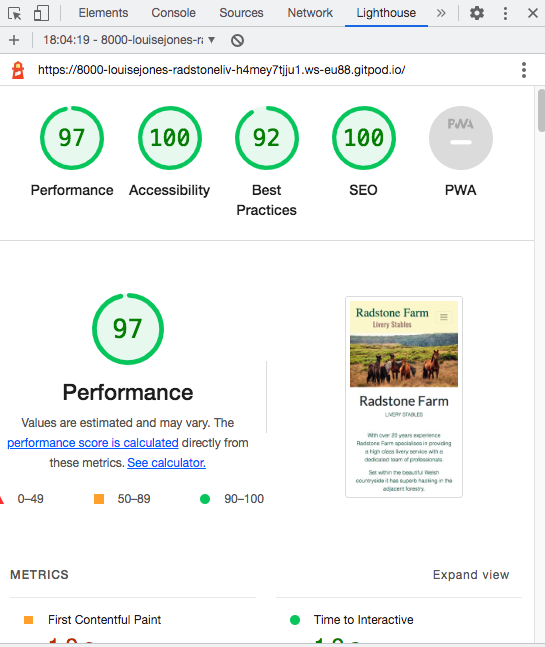 Elements Console Sources Network Lighthouse »
+ 18:04:19 - 8000-louisejones-ra ▼
https://8000-louisejones-radstoneliv-h4mey7tjju1.ws-eu88.gitpod.io/
97 100 92 100 PWA
Performance Accessibility Best Practices SEO PWA
97
Performance
Values are estimated and may vary. The
performance score is calculated directly from
these metrics. See calculator.
0–49 50–89 90–100
Radstone Farm
Livery Stables
Radstone Farm
LIVERY STABLES
With over 20 years experience
Radstone Farm specialises in providing
a high class livery service with a
dedicated team of professionals.
Set within the beautiful Welsh
countryside it has superb hacking in the
adjacent forestry.
METRICS Expand view
First Contentful Paint Time to Interactive